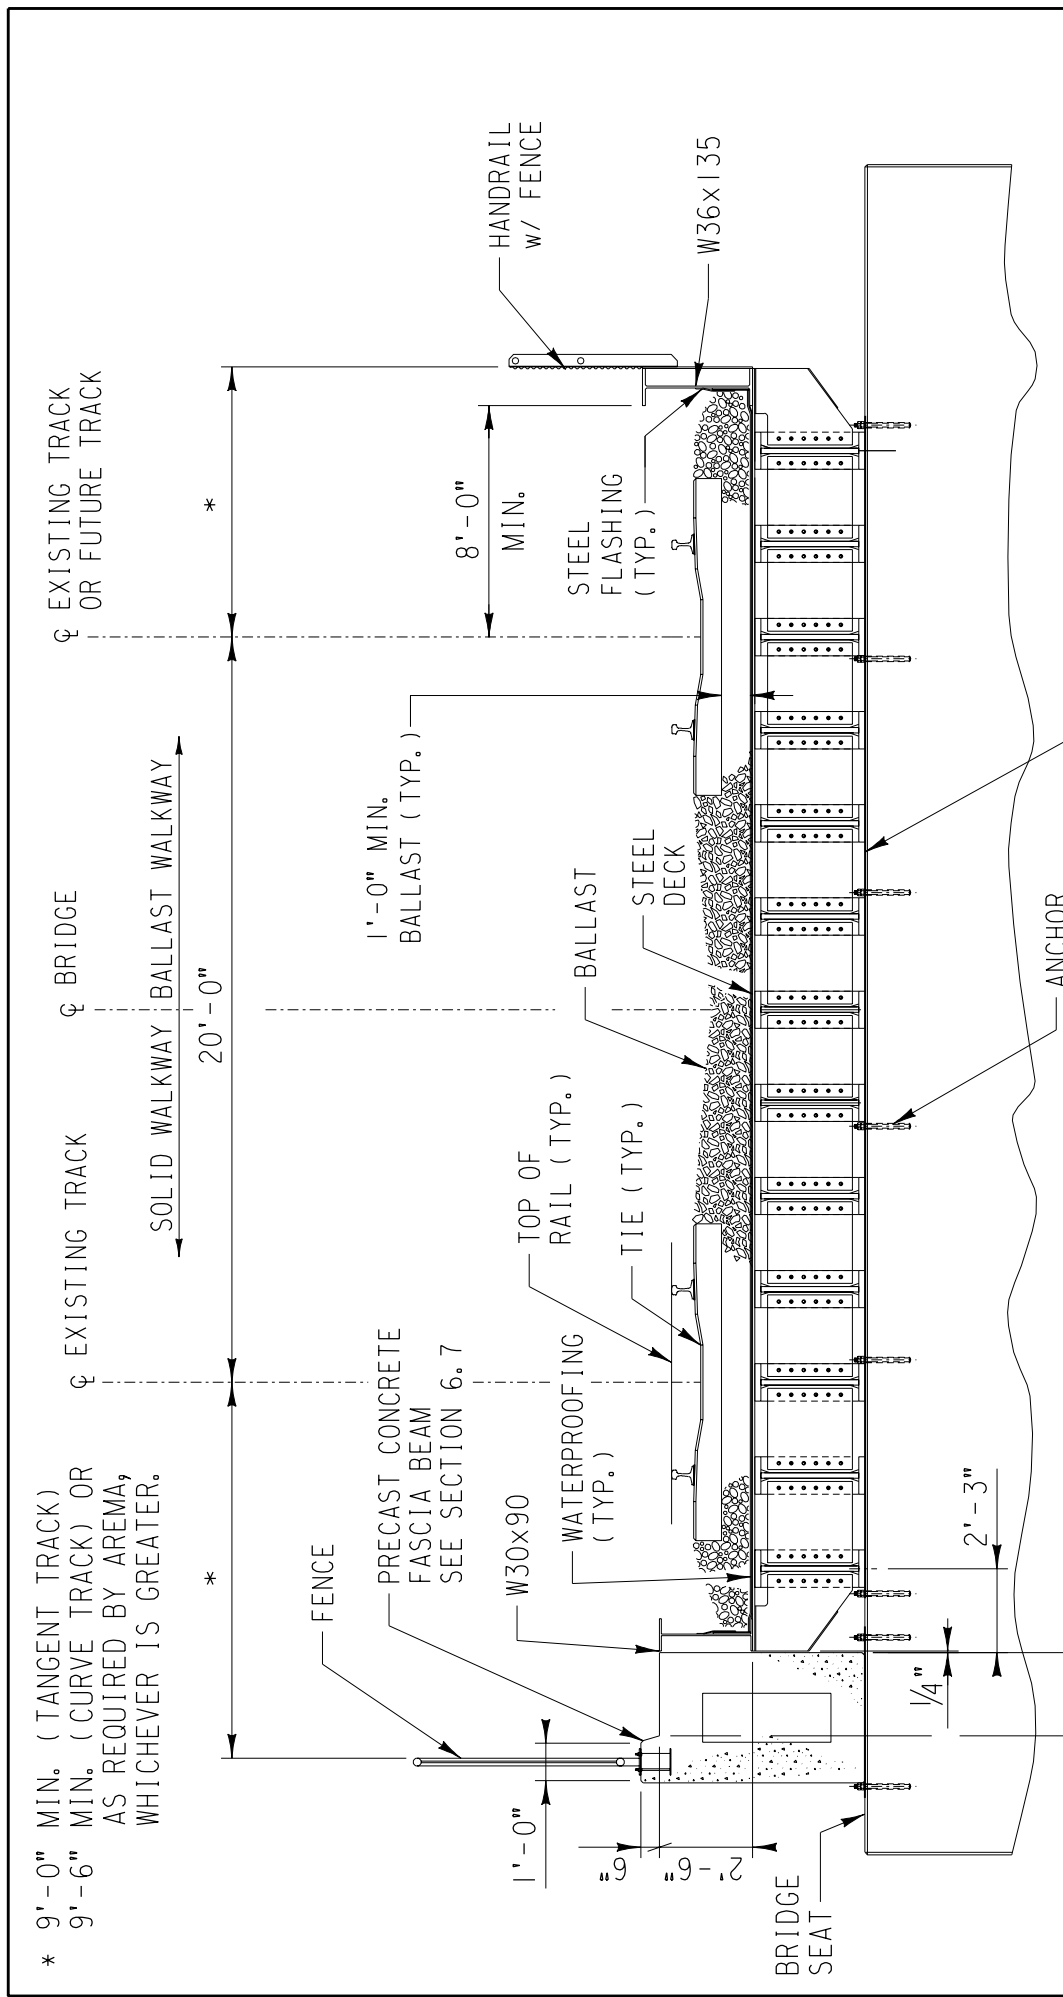 * 9'-0" MIN. (TANGENT TRACK)
9'-6" MIN. (CURVE TRACK) OR
AS REQUIRED BY AREMA,
WHICHEVER IS GREATER.
℄ EXISTING TRACK
℄ BRIDGE
℄ EXISTING TRACK
OR FUTURE TRACK
SOLID WALKWAY BALLAST WALKWAY
*
20'-0"
*
FENCE
PRECAST CONCRETE
FASCIA BEAM
SEE SECTION 6.7
W30x90
WATERPROOFING
(TYP.)
TOP OF
RAIL (TYP.)
TIE (TYP.)
BALLAST
STEEL
DECK
1'-0" MIN.
BALLAST (TYP.)
8'-0"
MIN.
STEEL
FLASHING
(TYP.)
HANDRAIL
w/ FENCE
W36x135
1'-0"
6"
2'-6"
BRIDGE
SEAT
1/4"
2'-3"
ANCHOR